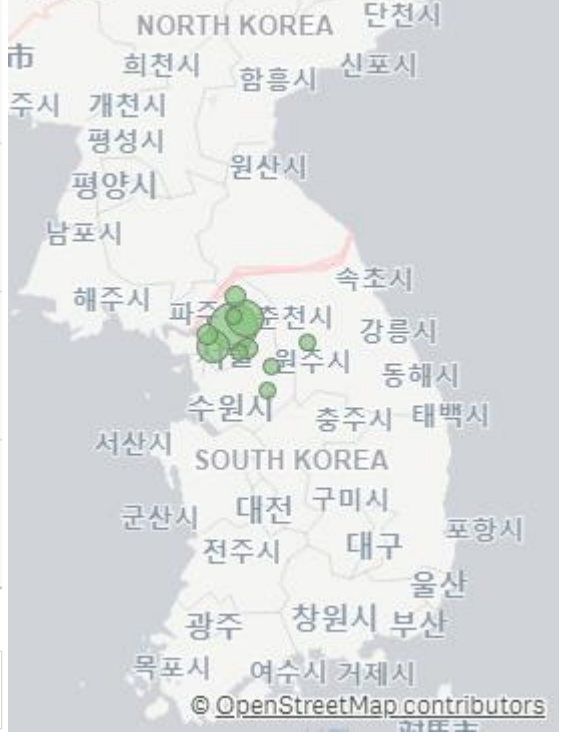 단천시
NORTH KOREA
市
희천시
신포시
함흥시
주시
개천시
평성시
원산시
평양시
남포시
속초시
해주시
파주
춘천시
강릉시
원주시
동해시
수원시
충주시
태백시
서산시
SOUTH KOREA
구미시
대전
군산시
포항시
전주시
대구
울산
창원시
부산
광주
목포시
여수시
거제시
© OpenStreetMap contributors